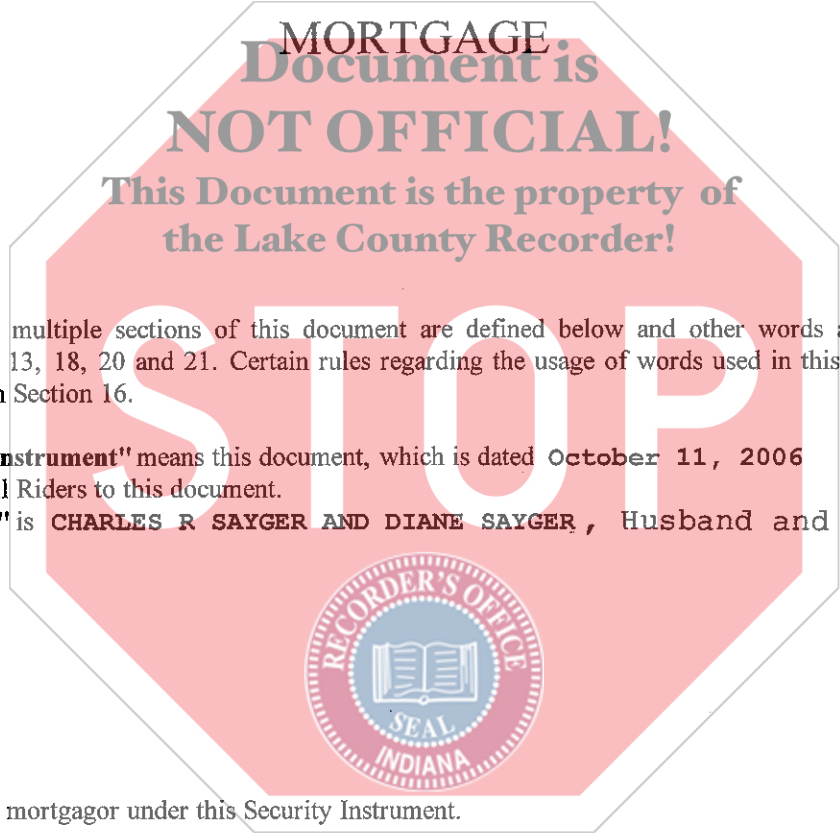 MORTGAGE
Document is
NOT OFFICIAL!
This Document is the property of
the Lake County Recorder!
multiple sections of this document are defined below and other words
13, 18, 20 and 21. Certain rules regarding the usage of words used in this
Section 16.
nstrument" means this document, which is dated October 11, 2006
Riders to this document.
" is CHARLES R SAYGER AND DIANE SAYGER, Husband and
STOP
RECORDER'S OFFICE
SEAL
INDIANA
mortgagor under this Security Instrument.